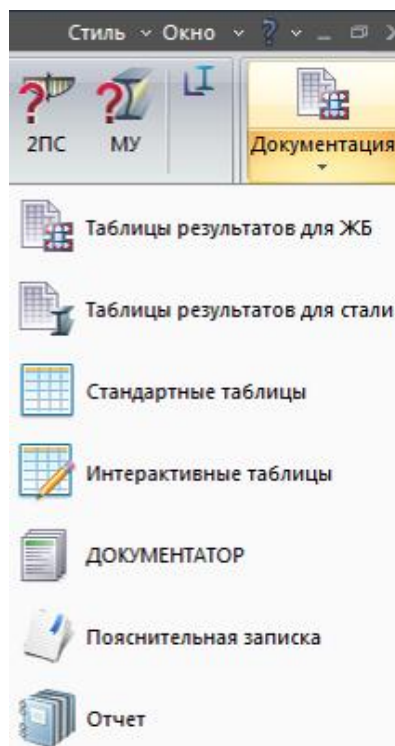 Стиль Окно
2ПС МУ Документация
Таблицы результатов для ЖБ
Таблицы результатов для стали
Стандартные таблицы
Интерактивные таблицы
ДОКУМЕНТАТОР
Пояснительная записка
Отчет